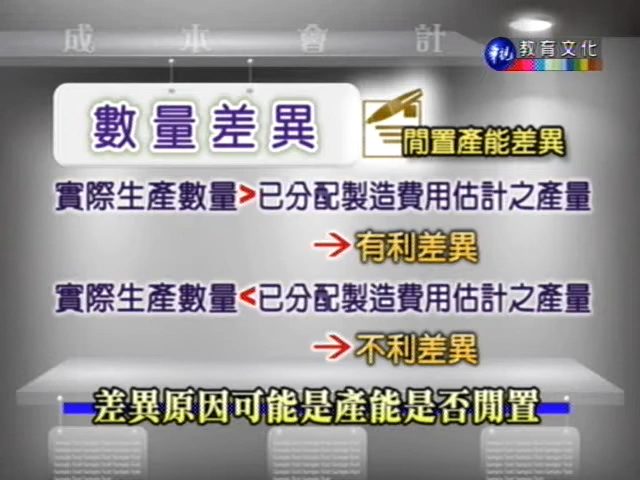 成本會計
華視 教育文化
數量差異
閒置產能差異
實際生產數量>已分配製造費用估計之產量
→有利差異
實際生產數量<已分配製造費用估計之產量
→不利差異
差異原因可能是產能是否閒置